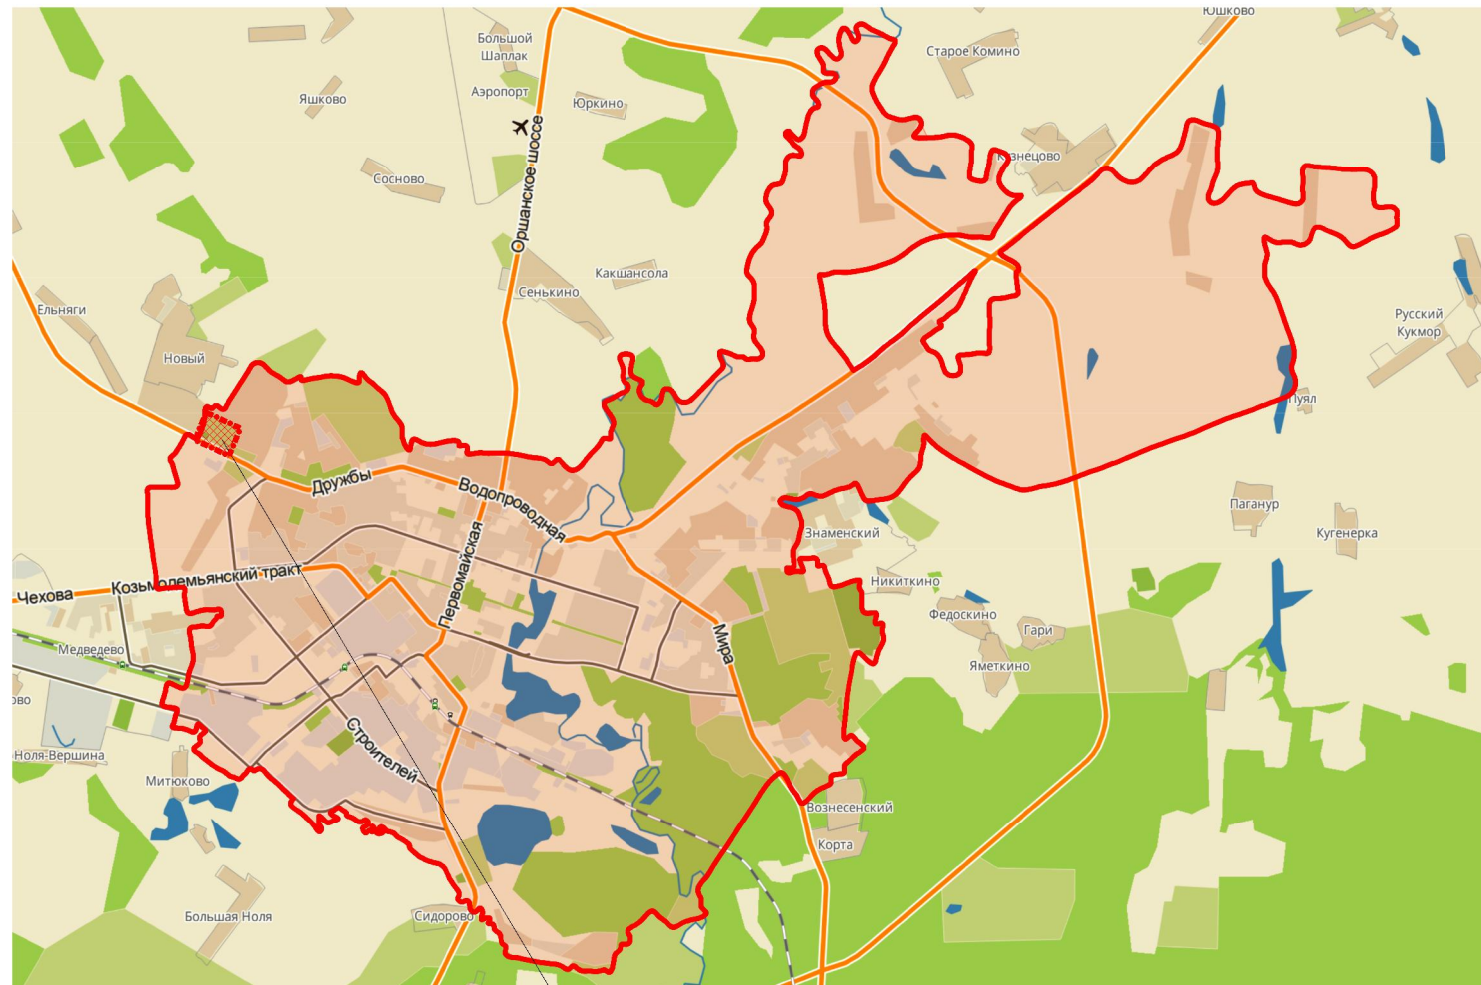 Юшково
Большой
Шаплак
Старое Комино
Аэропорт
Яшково
Юркино
Оршанское шоссе
Сосново
Какшансола
Сенькино
Ельняги
Новый
Русский
Кукмор
Дружбы
Водопроводная
Паганур
Кугенерка
Знаменский
Первомайская
Козьмодемьянский тракт
Чехова
Никиткино
Федоскино
Гари
Медведево
Мира
Яметкино
ово
Строителей
Ноля-Вершина
Митюково
Вознесенский
Корта
Большая Ноля
Сидорово